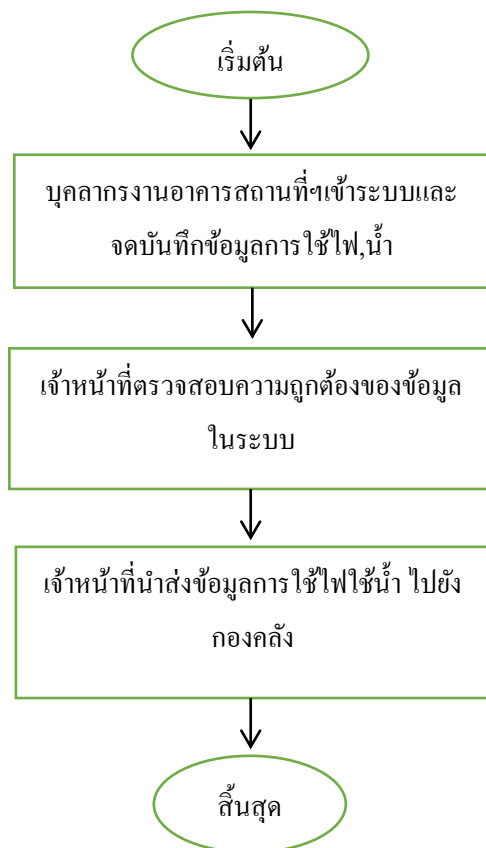 เริ่มต้น
บุคลากรงานอาคารสถานที่ฯเข้าระบบและ
จดบันทึกข้อมูลการใช้ไฟ,น้ำ
เจ้าหน้าที่ตรวจสอบความถูกต้องของข้อมูล
ในระบบ
เจ้าหน้าที่นำส่งข้อมูลการใช้ไฟใช้น้ำ ไปยัง
กองคลัง
สิ้นสุด